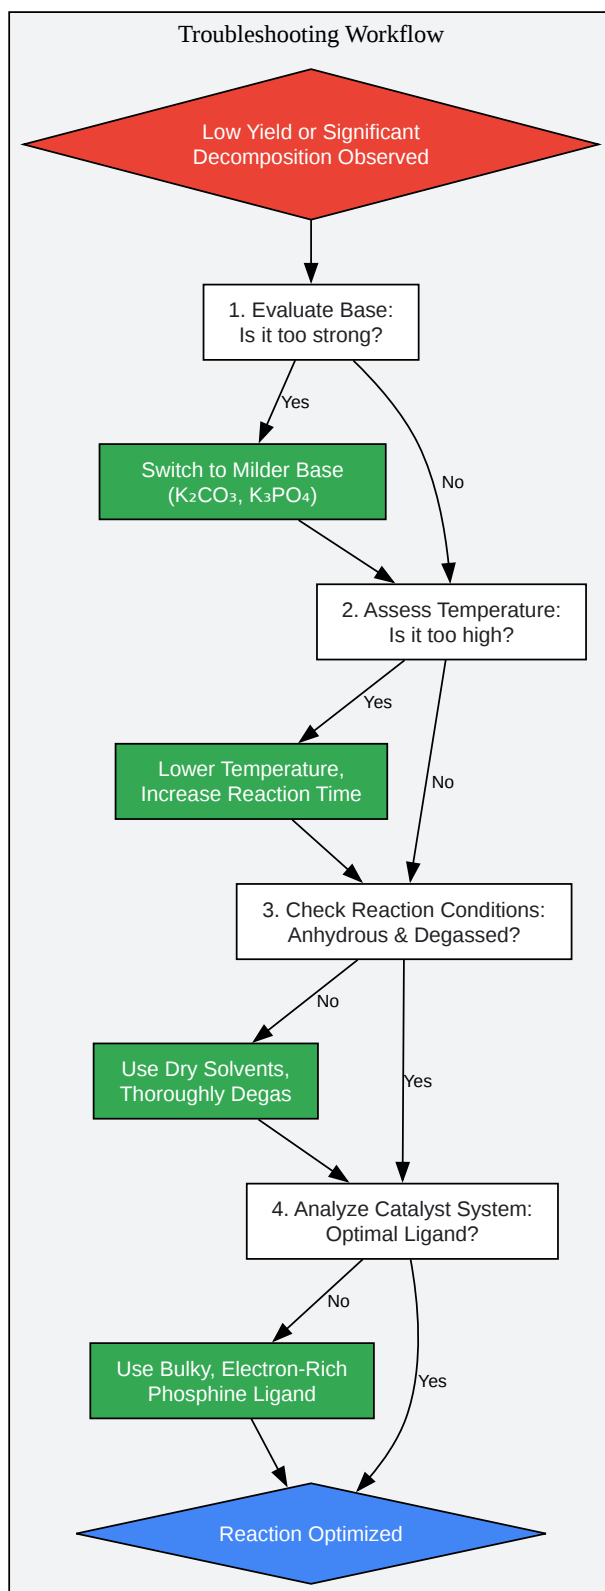 Troubleshooting Workflow
Low Yield or Significant
Decomposition Observed
1. Evaluate Base:
Is it too strong?
Yes
Switch to Milder Base
(K₂CO₃, K₃PO₄)
No
2. Assess Temperature:
Is it too high?
Yes
Lower Temperature,
Increase Reaction Time
No
3. Check Reaction Conditions:
Anhydrous & Degassed?
No
Use Dry Solvents,
Thoroughly Degas
Yes
4. Analyze Catalyst System:
Optimal Ligand?
No
Use Bulky, Electron-Rich
Phosphine Ligand
Yes
Reaction Optimized